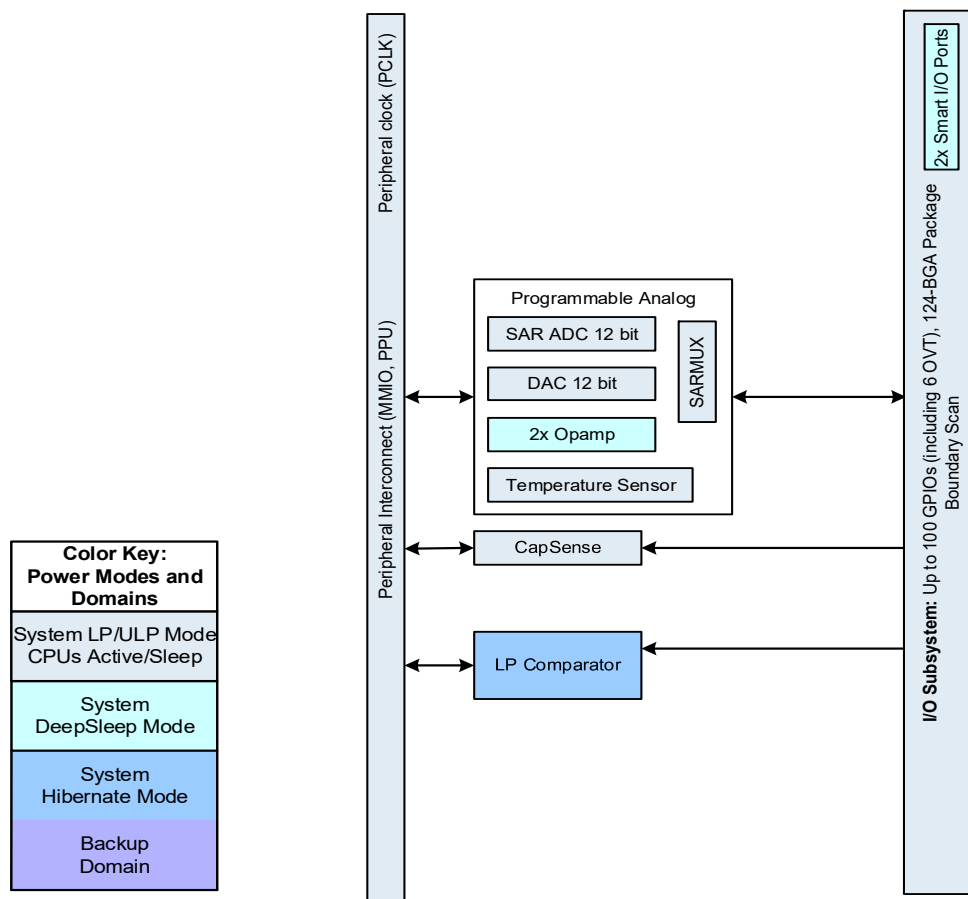 Peripheral clock (PCLK)
Peripheral Interconnect (MMIO, PPU)
Programmable Analog
SAR ADC 12 bit
DAC 12 bit
2x Opamp
Temperature Sensor
SARMUX
CapSense
LP Comparator
2x Smart I/O Ports
I/O Subsystem: Up to 100 GPIOs (including 6 OVT), 124-BGA Package
Boundary Scan
Color Key:
Power Modes and
Domains
System LP/ULP Mode
CPUs Active/Sleep
System
DeepSleep Mode
System
Hibernate Mode
Backup
Domain